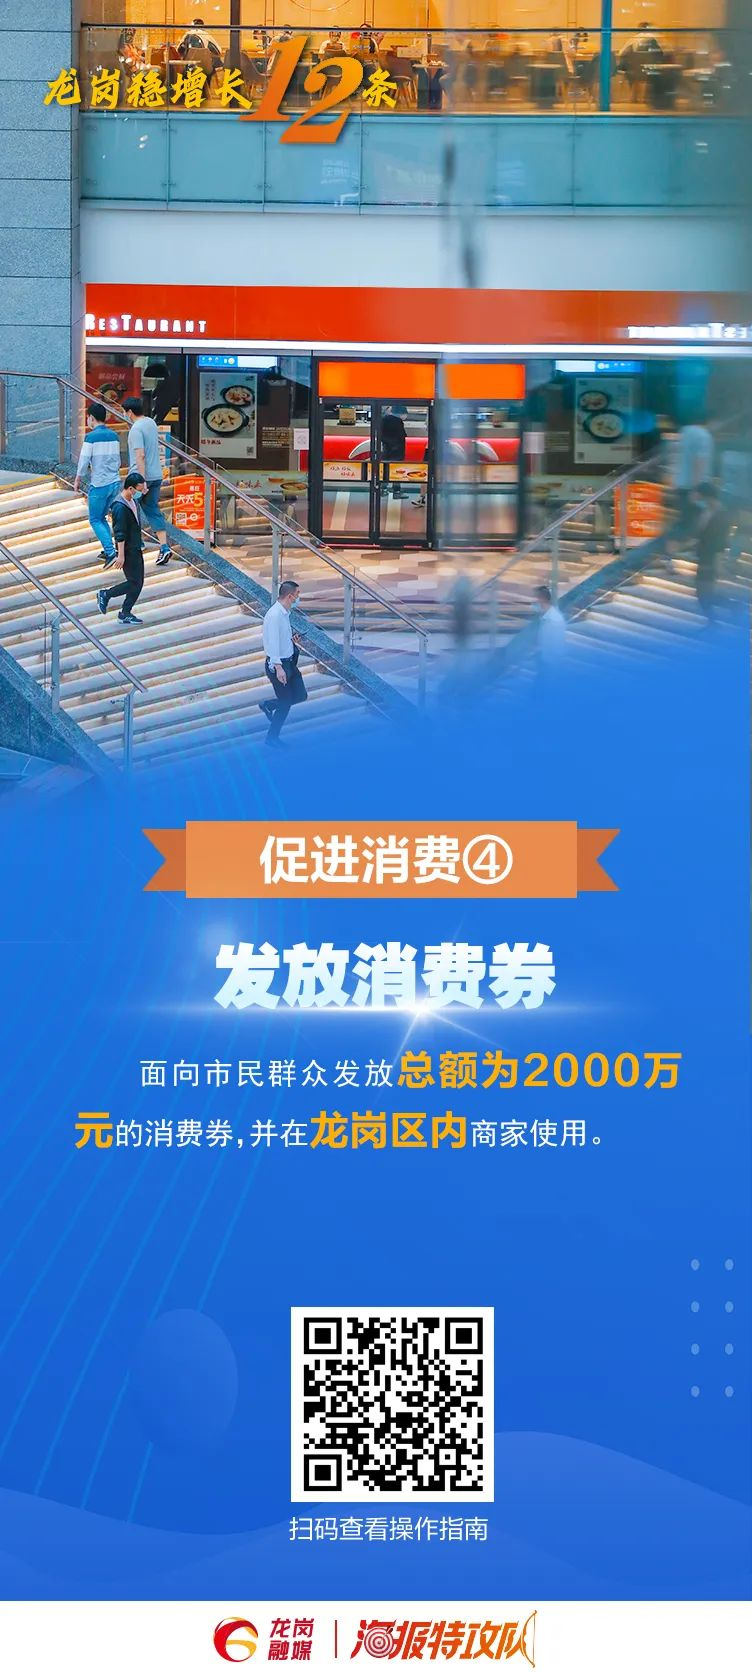 龙岗稳增长12条
RESTAURANT
天天5
促进消费④
发放消费券
面向市民群众发放总额为2000万
元的消费券,并在龙岗区内商家使用。
扫码查看操作指南
龙岗
融媒
海报特攻队